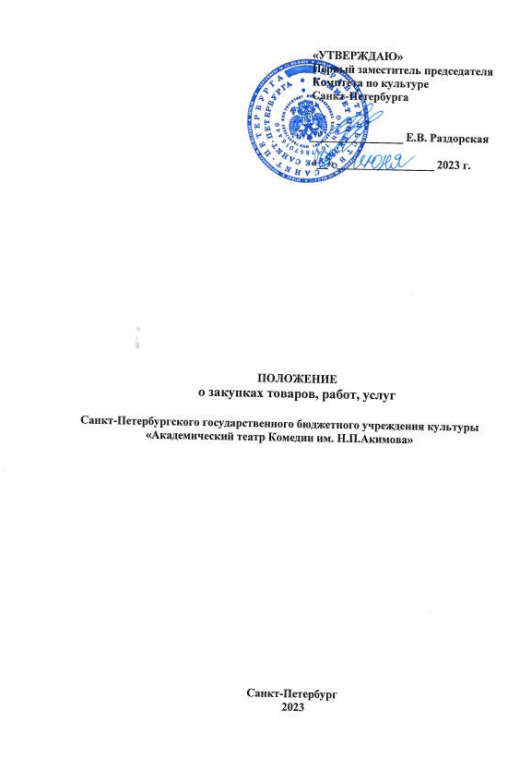 «УТВЕРЖДАЮ»
Первый заместитель председателя
Комитета по культуре
Санкт-Петербурга
Е.В. Раздорская
июня 2023 г.
ПОЛОЖЕНИЕ
о закупках товаров, работ, услуг
Санкт-Петербургского государственного бюджетного учреждения культуры
«Академический театр Комедии им. Н.П.Акимова»
Санкт-Петербург
2023